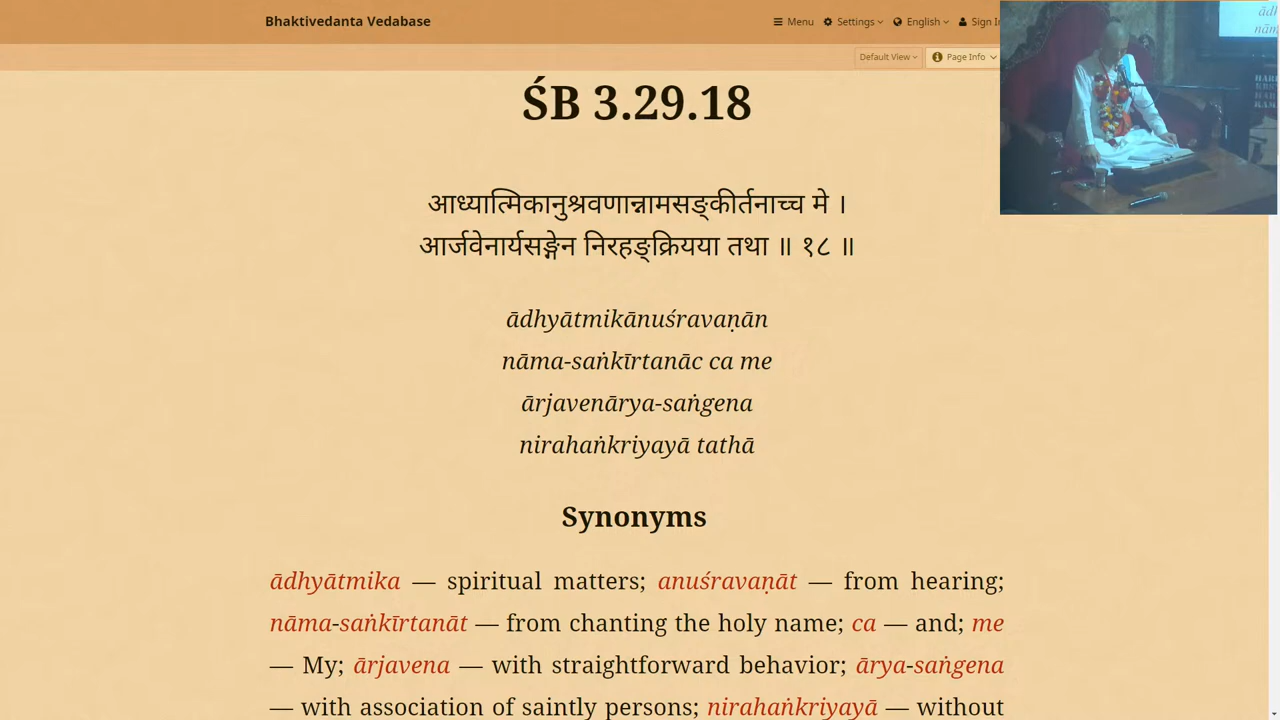 Bhaktivedanta Vedabase
Menu Settings English Sign In
Default View Page Info
ŚB 3.29.18
आध्यात्मिकानुश्रवणान्नामसङ्कीर्तनाच्च मे ।
आर्जवेनार्यसङ्गेन निरहङ्‌क्रियया तथा ॥ १८ ॥
ādhyātmikānuśravaṇān
nāma-saṅkīrtanāc ca me
ārjavenārya-saṅgena
nirahaṅkriyayā tathā
Synonyms
ādhyātmika — spiritual matters; anuśravaṇāt — from hearing;
nāma-saṅkīrtanāt — from chanting the holy name; ca — and; me
— My; ārjavena — with straightforward behavior; ārya-saṅgena
— with association of saintly persons; nirahaṅkriyayā — without